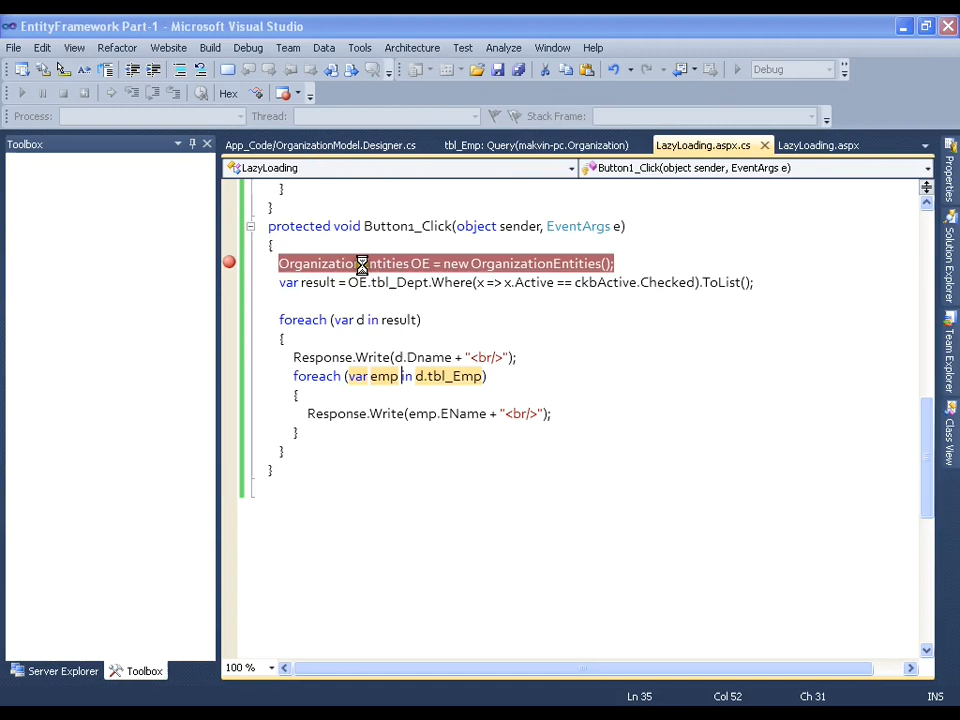 EntityFramework Part-1 - Microsoft Visual Studio
File Edit View Refactor Website Build Debug Team Data Tools Architecture Test Analyze Window Help
Debug
Hex
Process: Thread: Stack Frame:
Toolbox
App_Code/OrganizationModel.Designer.cs tbl_Emp: Query(makvin-pc.Organization) LazyLoading.aspx.cs LazyLoading.aspx
LazyLoading Button1_Click(object sender, EventArgs e)
}
}
protected void Button1_Click(object sender, EventArgs e)
{
OrganizationEntities OE = new OrganizationEntities();
var result = OE.tbl_Dept.Where(x => x.Active == ckbActive.Checked).ToList();
foreach (var d in result)
{
Response.Write(d.Dname + "<br/>");
foreach (var emp in d.tbl_Emp)
{
Response.Write(emp.EName + "<br/>");
}
}
}
Properties
Solution Explorer
Team Explorer
Class View
100 %
Server Explorer Toolbox
Ln 35 Col 52 Ch 31 INS